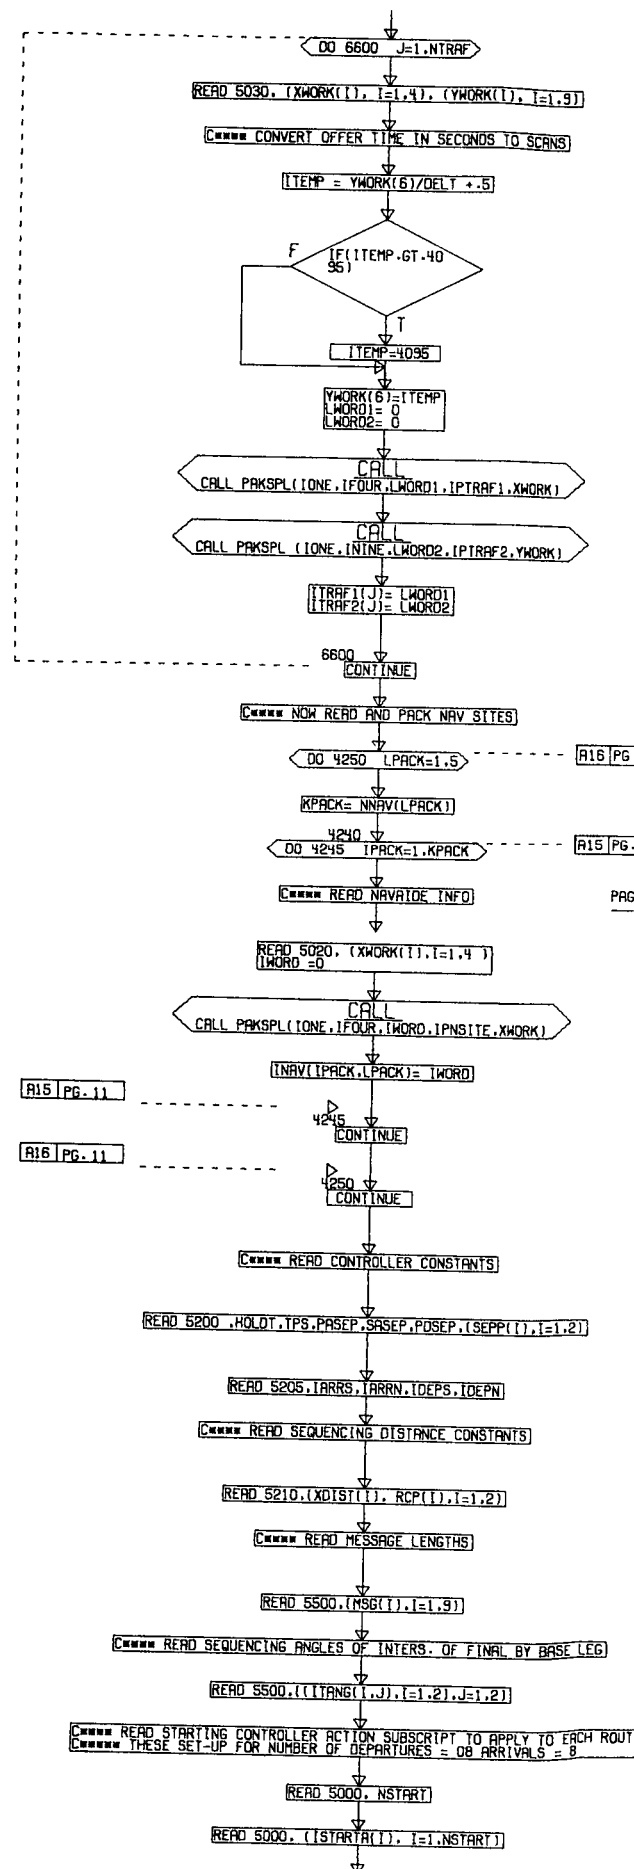 DO 6600 J=1.NTRAF
READ 5030. (XWORK(I), I=1.4). (YWORK(I), I=1.9)
C**** CONVERT OFFER TIME IN SECONDS TO SCANS
ITEMP = YWORK(6)/DELT +.5
F
IF(ITEMP.GT.40
95)
T
ITEMP=4095
YWORK(6)=ITEMP
LWORD1= 0
LWORD2= 0
CALL
CALL PAKSPL(IONE.IFOUR.LWORD1.IPTRAF1.XWORK)
CALL
CALL PAKSPL (IONE.ININE.LWORD2.IPTRAF2.YWORK)
ITRAF1(J)= LWORD1
ITRAF2(J)= LWORD2
6600
CONTINUE
C**** NOW READ AND PACK NAV SITES
DO 4250 LPACK=1.5
A16 PG
KPACK= NNAV(LPACK)
4240
DO 4245 IPACK=1.KPACK
A15 PG.
C**** READ NAVAIDE INFO
PAG
READ 5020. (XWORK(I).I=1.4 )
IWORD =0
CALL
CALL PAKSPL(IONE.IFOUR.IWORD.IPNSITE.XWORK)
INAV(IPACK.LPACK)= IWORD
A15 PG. 11
4245
CONTINUE
A16 PG. 11
4250
CONTINUE
C**** READ CONTROLLER CONSTANTS
READ 5200 .HOLDT.TPS.PASEP.SASEP.PDSEP.(SEPP(I).I=1.2)
READ 5205.IARRS.IARRN.IDEPS.IDEPN
C**** READ SEQUENCING DISTANCE CONSTANTS
READ 5210.(XDIST(I). RCP(I).I=1.2)
C**** READ MESSAGE LENGTHS
READ 5500.(MSG(I).I=1.9)
C**** READ SEQUENCING ANGLES OF INTERS. OF FINAL BY BASE LEG
READ 5500.((ITANG(I.J).I=1.2).J=1.2)
C**** READ STARTING CONTROLLER ACTION SUBSCRIPT TO APPLY TO EACH ROUT
C***** THESE SET-UP FOR NUMBER OF DEPARTURES = 08 ARRIVALS = 8
READ 5000. NSTART
READ 5000. (ISTARTA(I). I=1.NSTART)